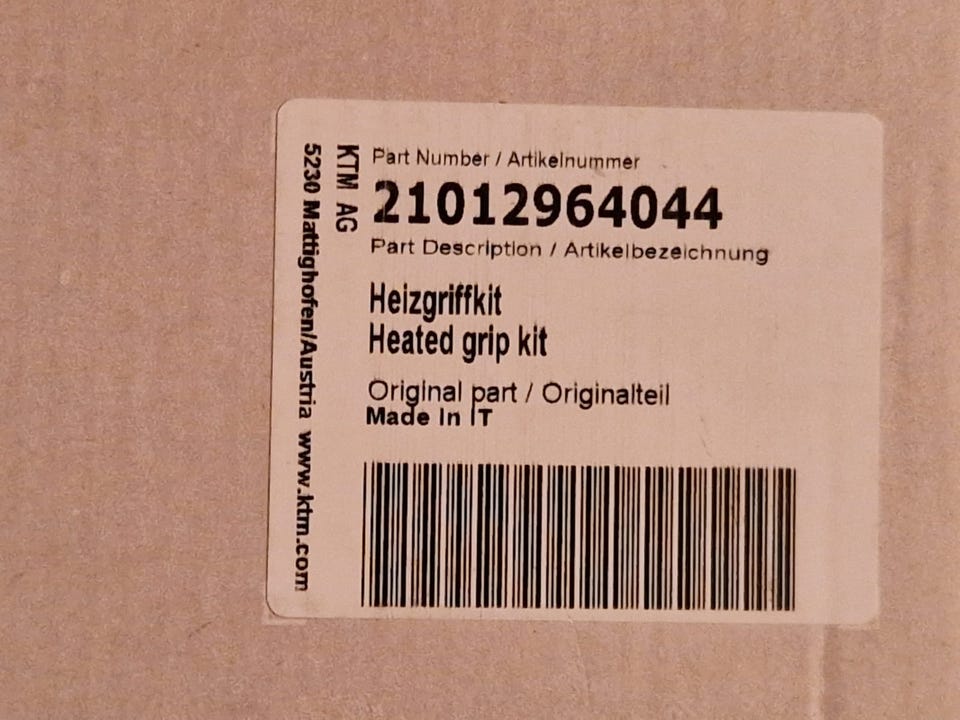 KTM AG
5230 Mattighofen/Austria www.ktm.com
Part Number / Artikelnummer
21012964044
Part Description / Artikelbezeichnung
Heizgriffkit
Heated grip kit
Original part / Originalteil
Made In IT